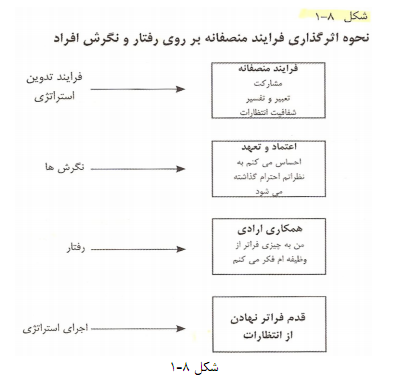 شکل ۸-۱
نحوه اثرگذاری فرایند منصفانه بر روی رفتار و نگرش افراد
فرایند تدوین
استراتژی
فرایند منصفانه
مشارکت
تعبیر و تفسیر
شفافیت انتظارات
نگرش ها
اعتماد و تعهد
احساس می کنم به
نظراتم احترام گذاشته
می شود
رفتار
همکاری ارادی
من به چیزی فراتر از
وظیفه ام فکر می کنم
اجرای استراتژی
قدم فراتر نهادن
از انتظارات
شکل ۸-۱